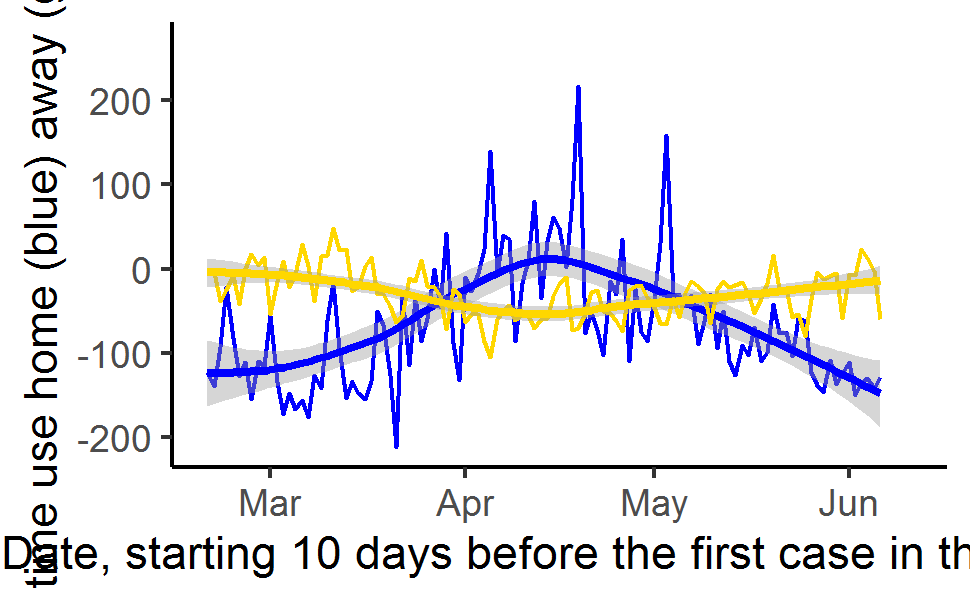 time use home (blue) away (
200
100
0
-100
-200
Mar Apr May Jun
Date, starting 10 days before the first case in th